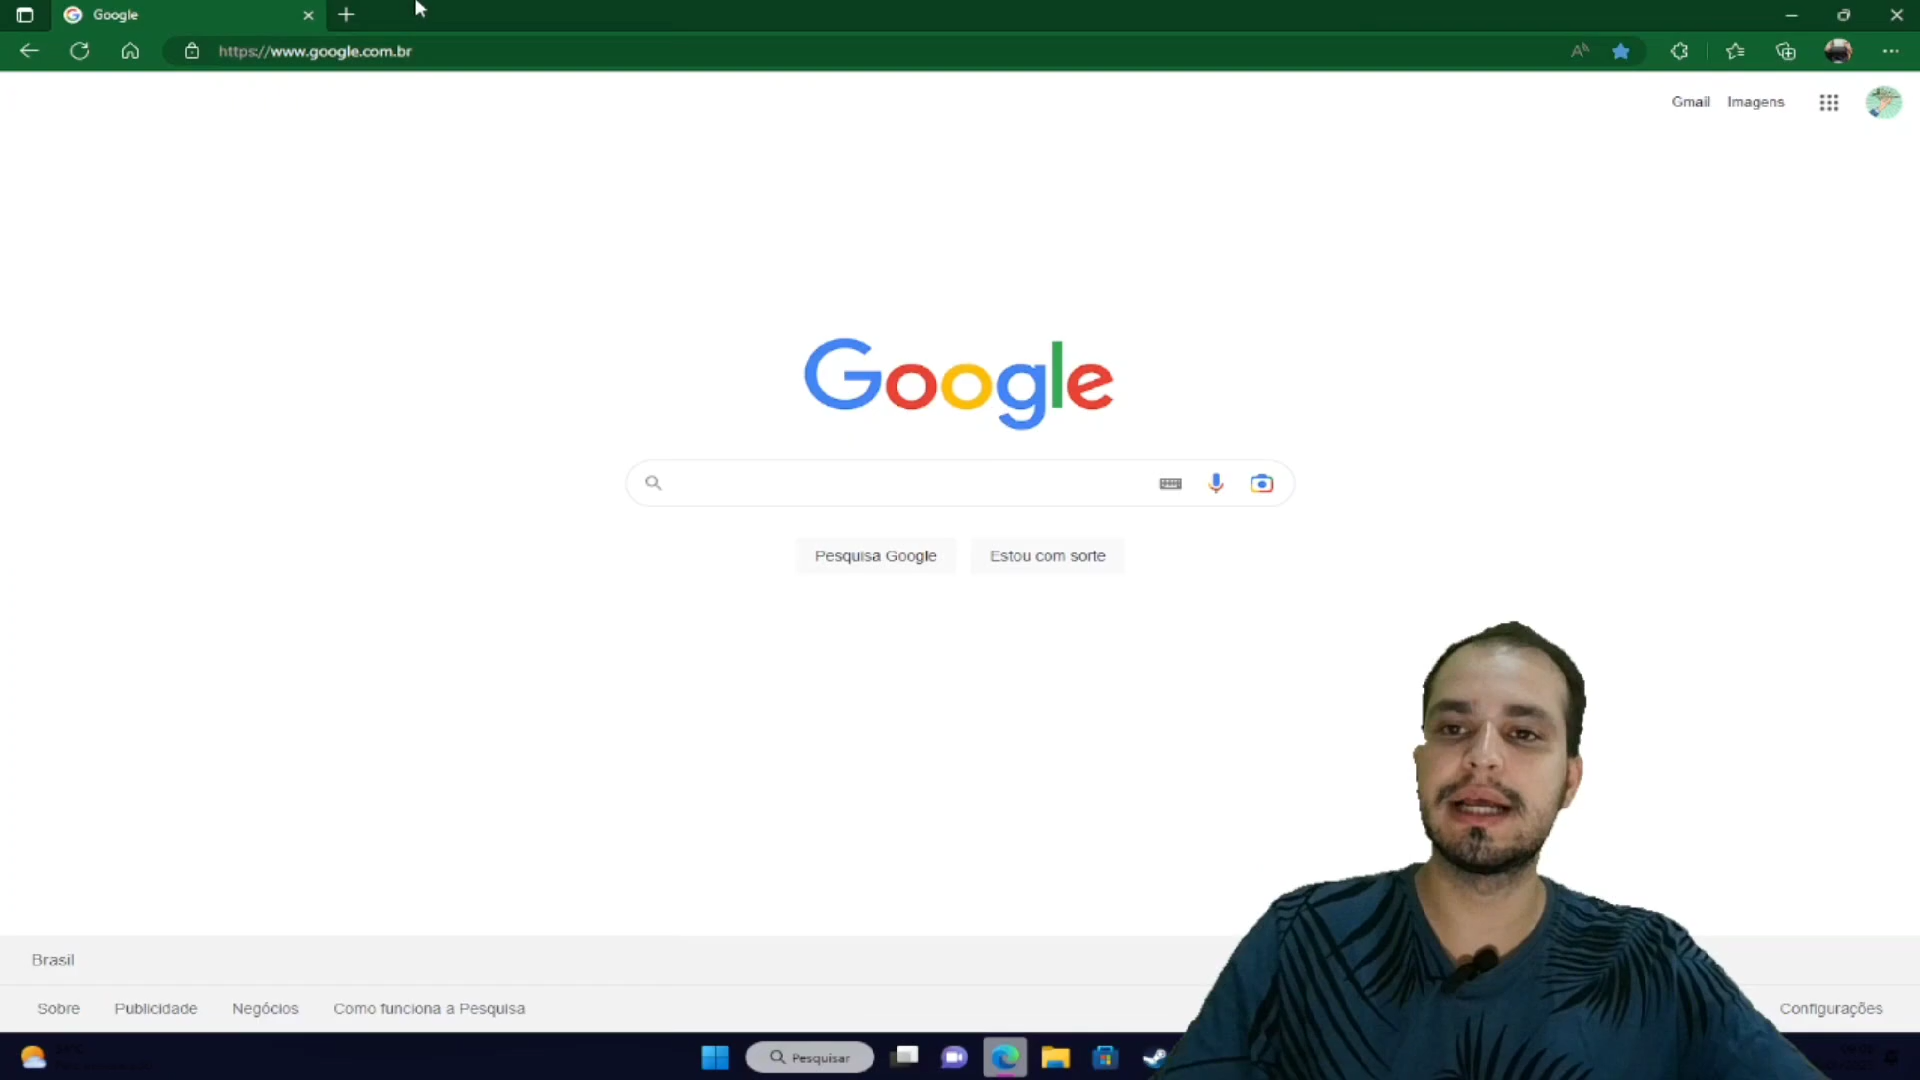 Google
https://www.google.com.br
Gmail Imagens
Google
Pesquisa Google Estou com sorte
Brasil
Sobre Publicidade Negócios Como funciona a Pesquisa Configurações
Pesquisar